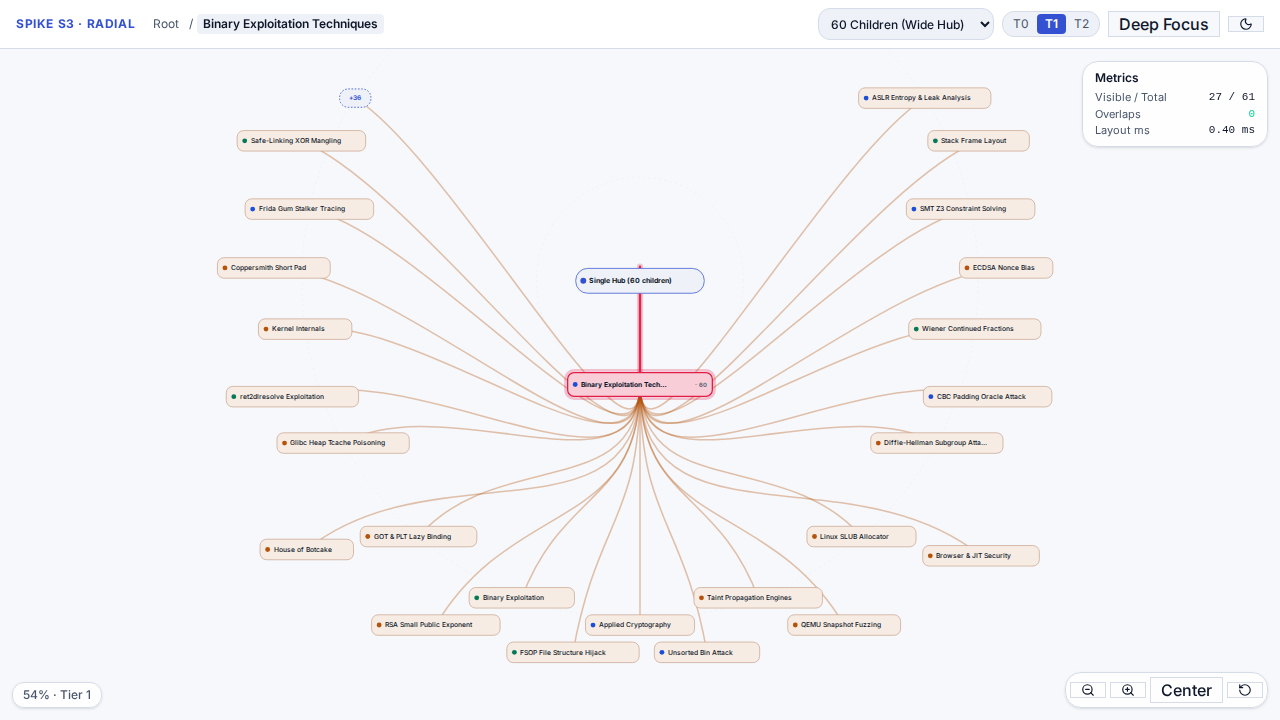 SPIKE S3 · RADIAL
Root / Binary Exploitation Techniques
60 Children (Wide Hub)
T0 T1 T2
Deep Focus
Metrics
Visible / Total 27 / 61
Overlaps 0
Layout ms 0.40 ms
+36
ASLR Entropy & Leak Analysis
Safe-Linking XOR Mangling
Stack Frame Layout
Frida Gum Stalker Tracing
SMT Z3 Constraint Solving
Coppersmith Short Pad
ECDSA Nonce Bias
Single Hub (60 children)
Kernel Internals
Wiener Continued Fractions
Binary Exploitation Tech... · 60
ret2dlresolve Exploitation
CBC Padding Oracle Attack
Glibc Heap Tcache Poisoning
Diffie-Hellman Subgroup Atta...
GOT & PLT Lazy Binding
Linux SLUB Allocator
House of Botcake
Browser & JIT Security
Binary Exploitation
Taint Propagation Engines
RSA Small Public Exponent
Applied Cryptography
QEMU Snapshot Fuzzing
FSOP File Structure Hijack
Unsorted Bin Attack
54% · Tier 1
Center